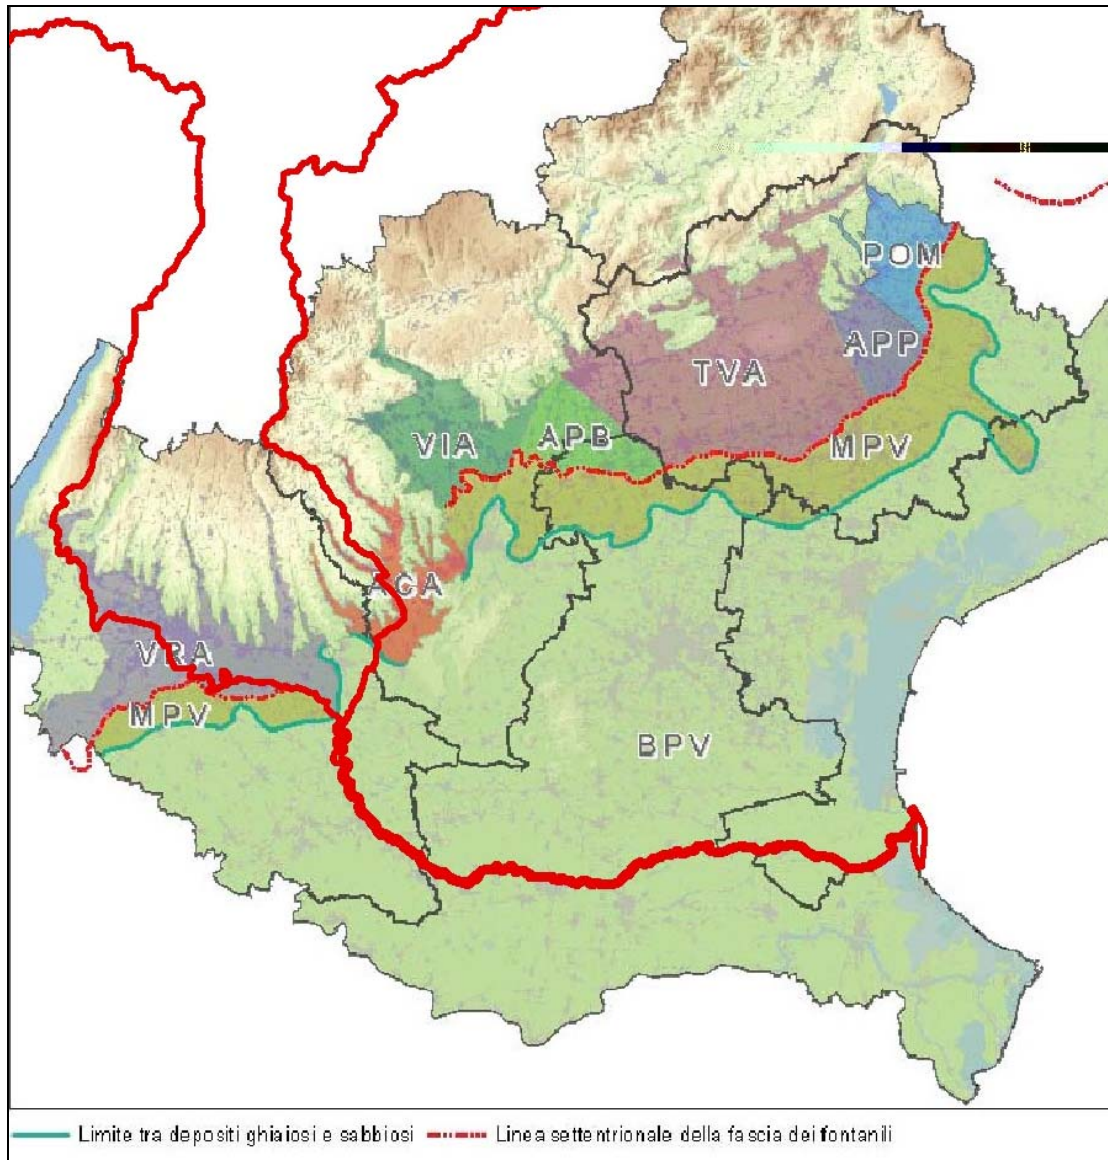 POM
APP
TVA
MPV
APB
VIA
ACA
VRA
MPV
BPV
Limite tra depositi ghiaiosi e sabbiosi
Linea settentrionale della fascia dei fontanili